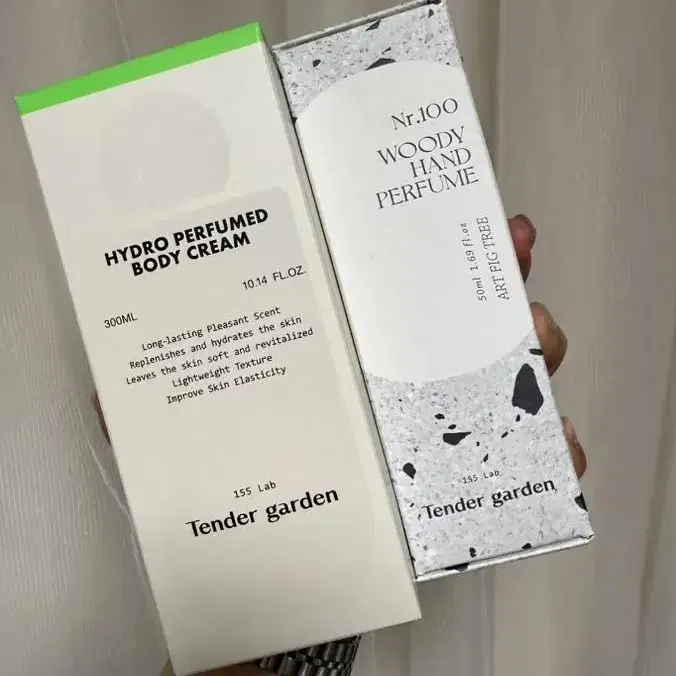 HYDRO PERFUMED
BODY CREAM
300ML
10.14 FL.OZ.
Long-lasting Pleasant Scent
Replenishes and hydrates the skin
Leaves the skin soft and revitalized
Lightweight Texture
Improve Skin Elasticity
155 Lab
Tender garden
Nr.100
WOODY
HAND
PERFUME
50ml 1.69 fl.oz
ART FIG TREE
155 Lab
Tender garden